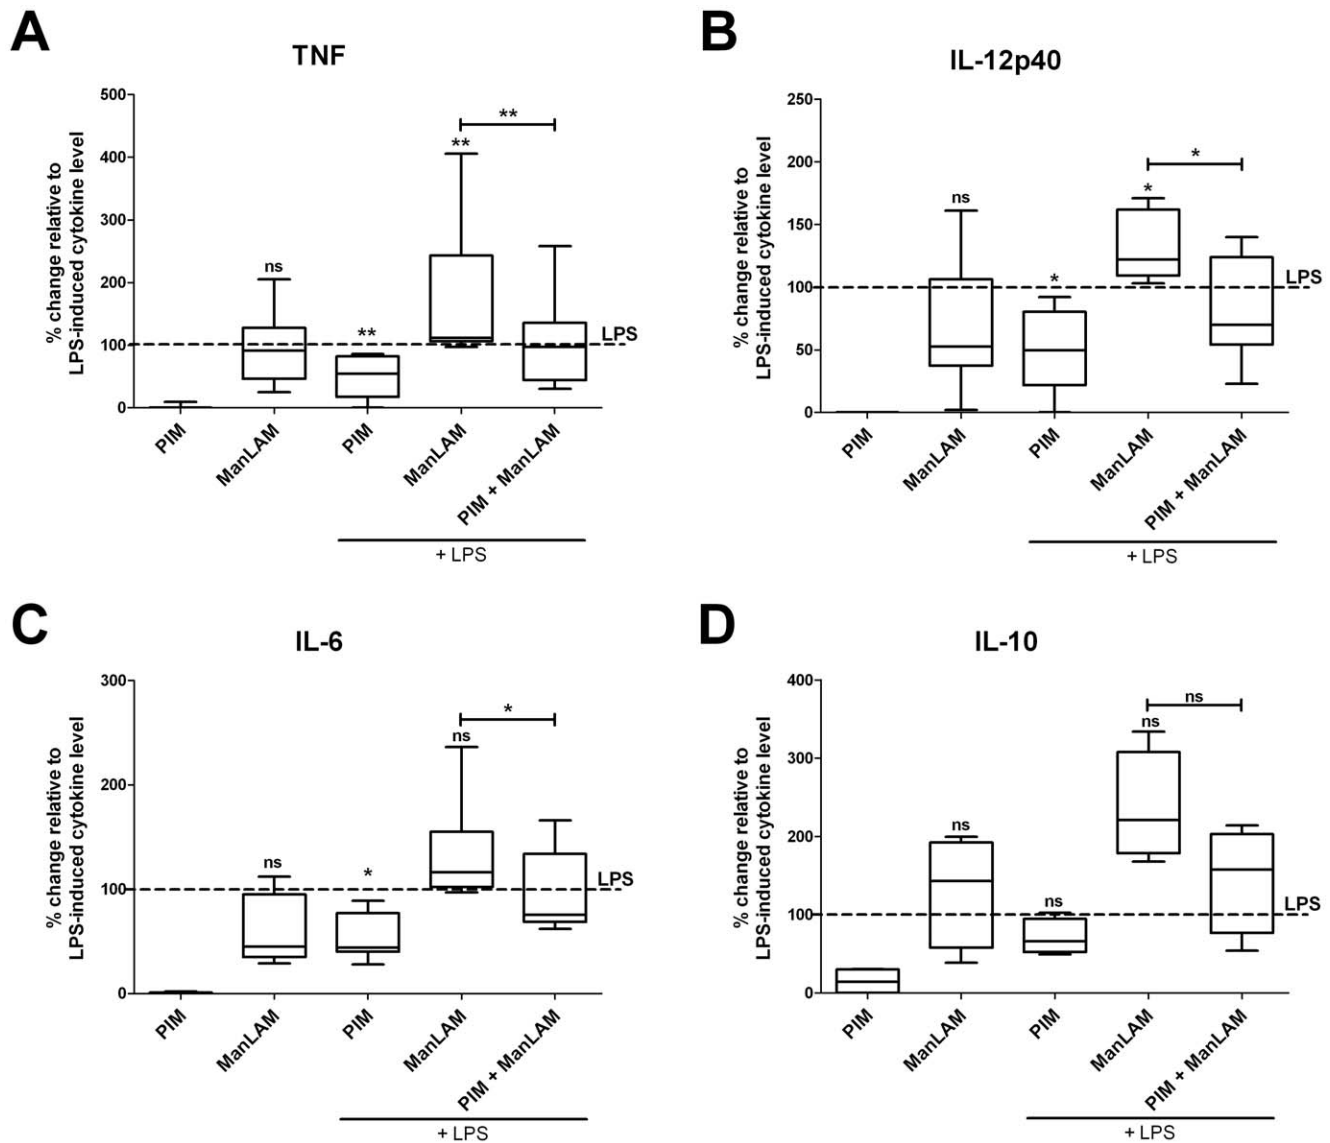 A
TNF
% change relative to
LPS-induced cytokine level
500
400
300
200
100
0
ns
**
**
**
LPS
PIM
ManLAM
PIM
ManLAM
PIM + ManLAM
+ LPS
B
IL-12p40
% change relative to
LPS-induced cytokine level
250
200
150
100
50
0
ns
*
*
*
LPS
PIM
ManLAM
PIM
ManLAM
PIM + ManLAM
+ LPS
C
IL-6
% change relative to
LPS-induced cytokine level
300
200
100
0
ns
*
ns
*
LPS
PIM
ManLAM
PIM
ManLAM
PIM + ManLAM
+ LPS
D
IL-10
% change relative to
LPS-induced cytokine level
400
300
200
100
0
ns
ns
ns
ns
LPS
PIM
ManLAM
PIM
ManLAM
PIM + ManLAM
+ LPS